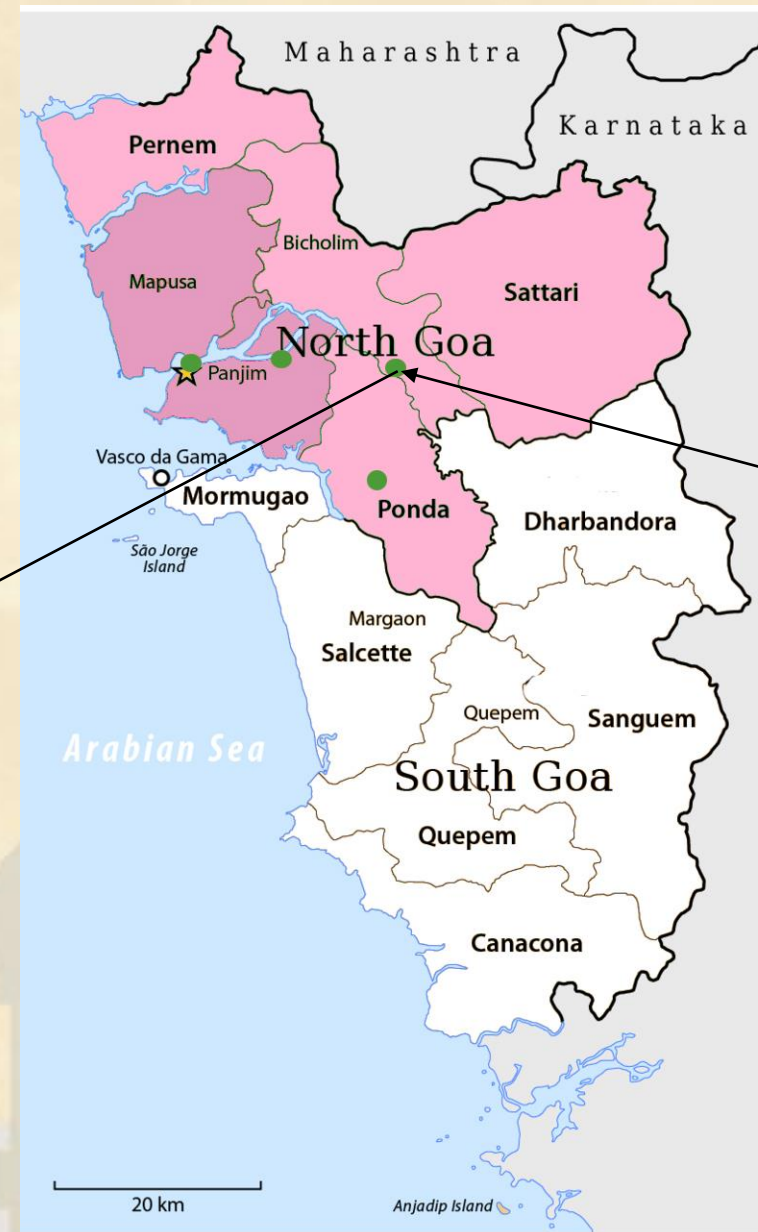 Maharashtra
Karnataka
Pernem
Bicholim
Mapusa
Sattari
North Goa
Panjim
Vasco da Gama
Mormugao
Ponda
Dharbandora
São Jorge
Island
Margaon
Salcette
Quepem
Sanguem
Arabian Sea
South Goa
Quepem
Canacona
20 km
Anjadip Island